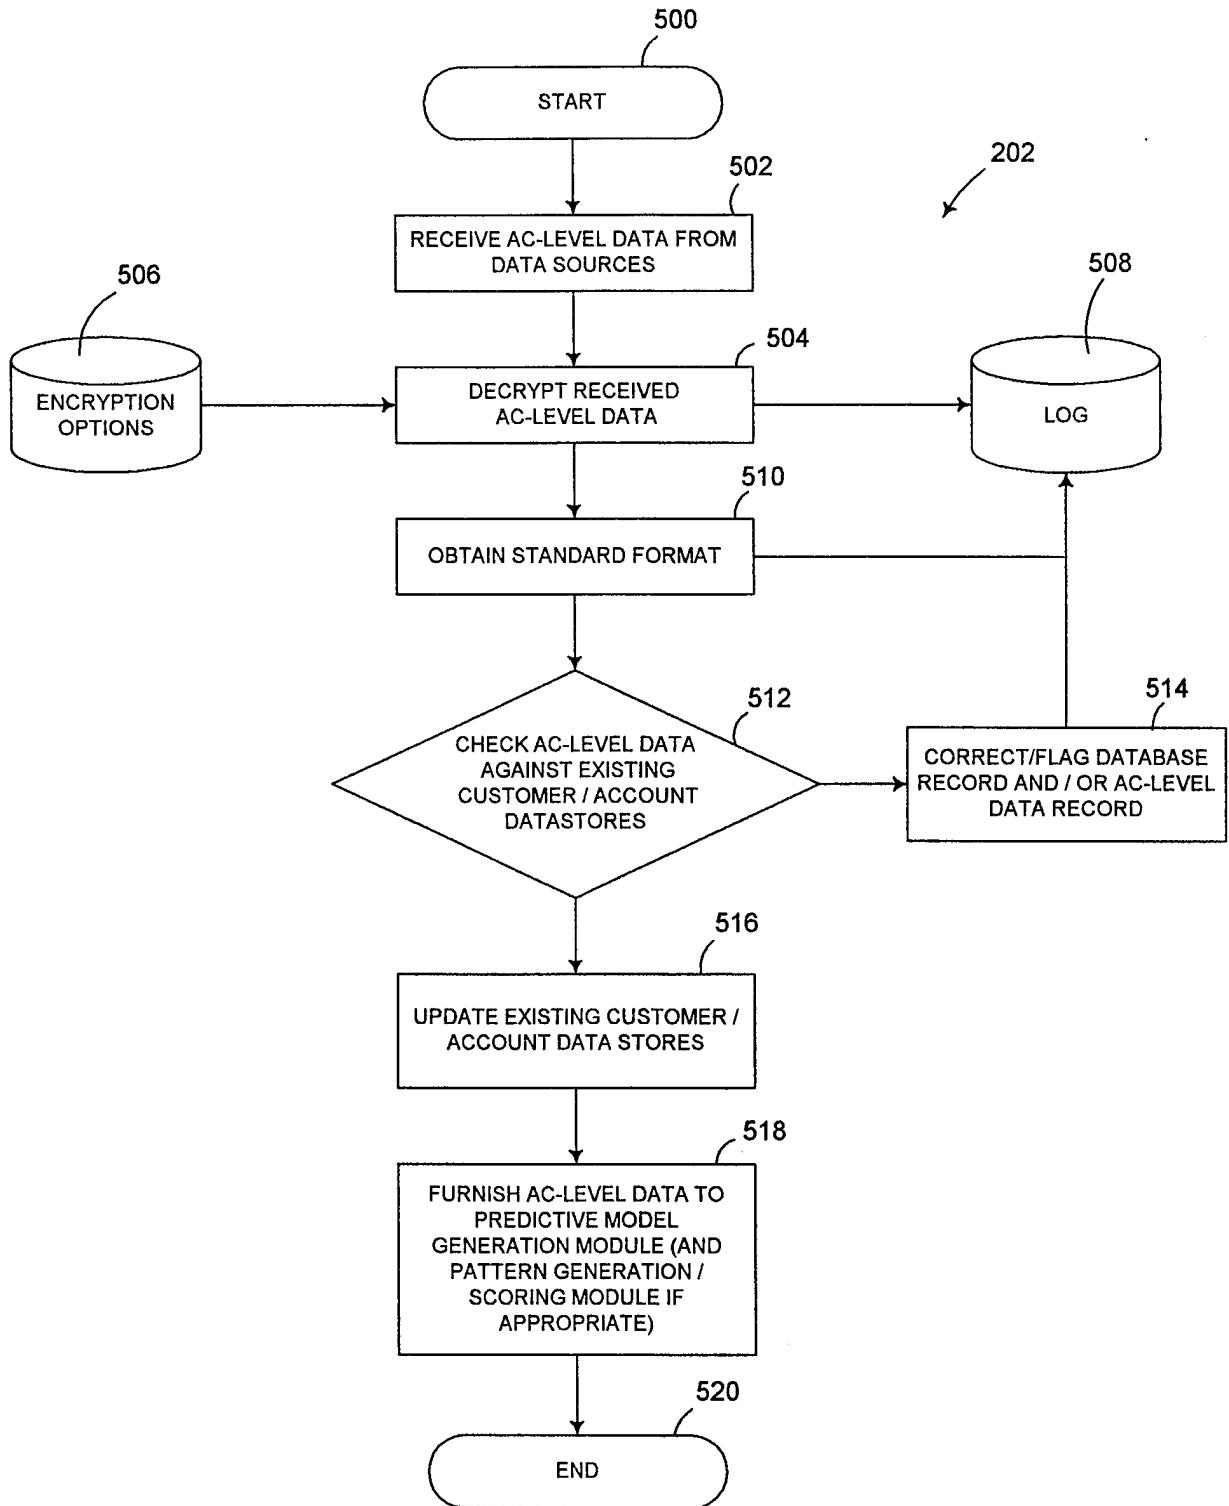 500
START
202
502
RECEIVE AC-LEVEL DATA FROM
DATA SOURCES
506
508
504
ENCRYPTION
OPTIONS
DECRYPT RECEIVED
AC-LEVEL DATA
LOG
510
OBTAIN STANDARD FORMAT
512
CHECK AC-LEVEL DATA
AGAINST EXISTING
CUSTOMER / ACCOUNT
DATASTORES
514
CORRECT/FLAG DATABASE
RECORD AND / OR AC-LEVEL
DATA RECORD
516
UPDATE EXISTING CUSTOMER /
ACCOUNT DATA STORES
518
FURNISH AC-LEVEL DATA TO
PREDICTIVE MODEL
GENERATION MODULE (AND
PATTERN GENERATION /
SCORING MODULE IF
APPROPRIATE)
520
END